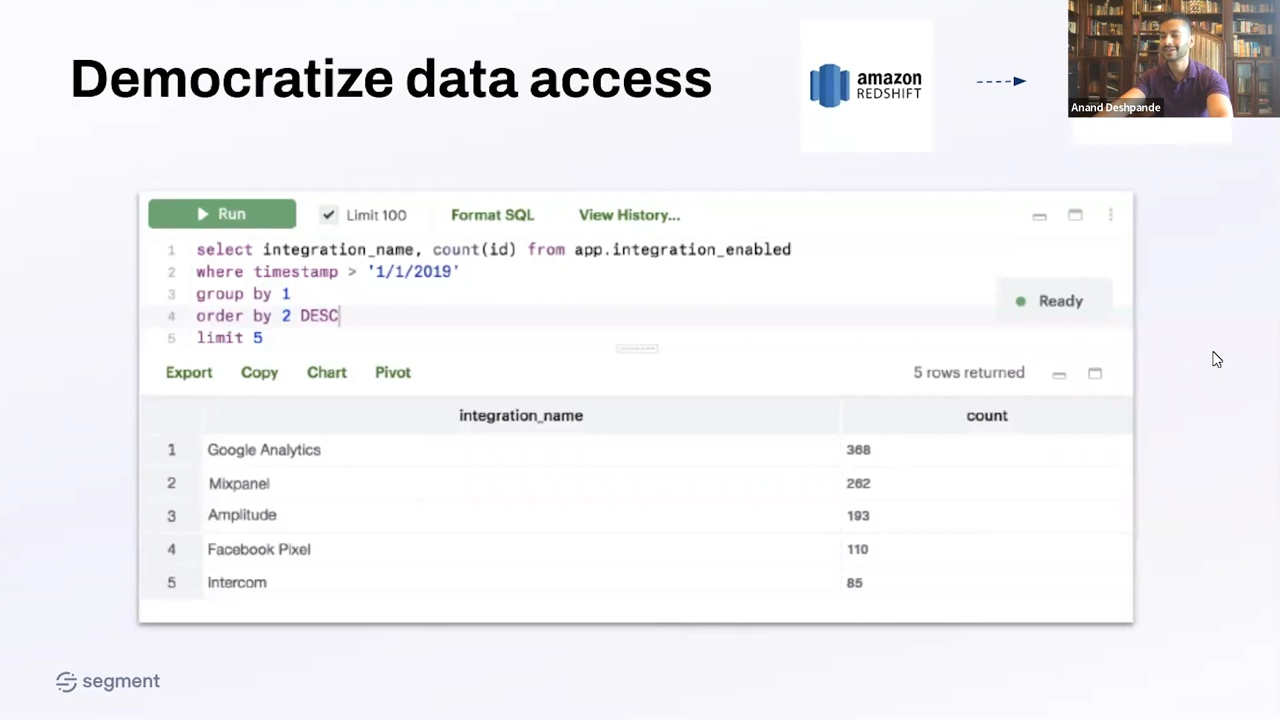 Democratize data access
amazon
REDSHIFT
Anand Deshpande
Run
Limit 100
Format SQL
View History...
1 select integration_name, count(id) from app.integration_enabled
2 where timestamp > '1/1/2019'
3 group by 1
4 order by 2 DESC
5 limit 5
Ready
Export Copy Chart Pivot
5 rows returned
integration_name count
1 Google Analytics 368
2 Mixpanel 262
3 Amplitude 193
4 Facebook Pixel 110
5 Intercom 85
segment